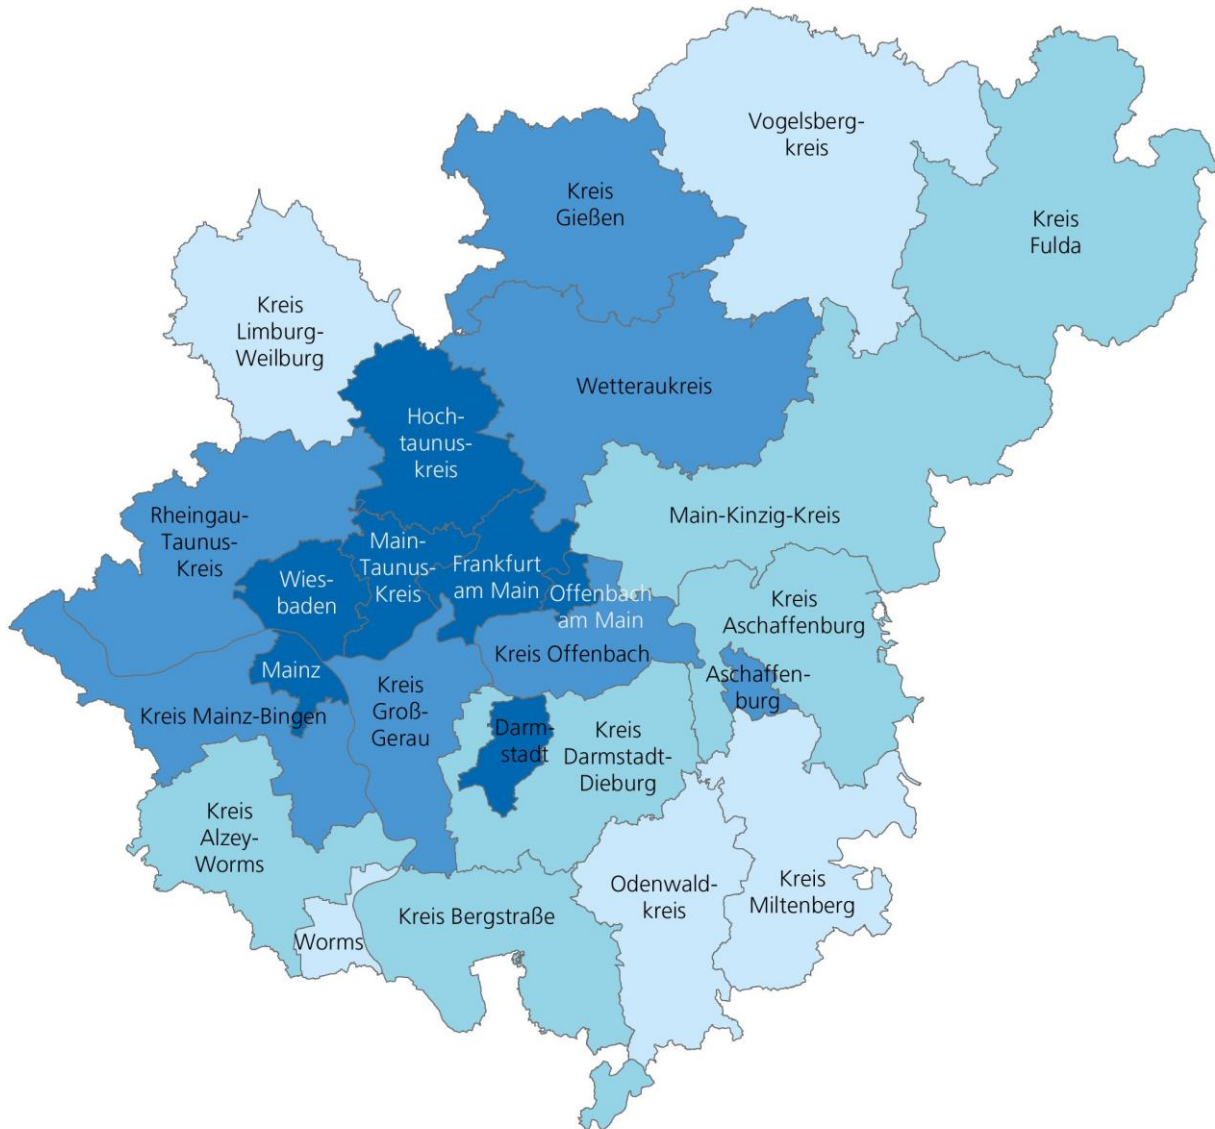 Vogelsberg-
kreis
Kreis
Gießen
Kreis
Fulda
Kreis
Limburg-
Weilburg
Wetteraukreis
Hoch-
taunus-
kreis
Rheingau-
Taunus-
Kreis
Main-Kinzig-Kreis
Main-
Taunus-
Kreis
Frankfurt
am Main
Wies-
baden
Offenbach
am Main
Kreis
Aschaffenburg
Kreis Offenbach
Mainz
Aschaffen-
burg
Kreis
Groß-
Gerau
Kreis Mainz-Bingen
Darm-
stadt
Kreis
Darmstadt-
Dieburg
Kreis
Alzey-
Worms
Odenwald-
kreis
Kreis
Miltenberg
Kreis Bergstraße
Worms